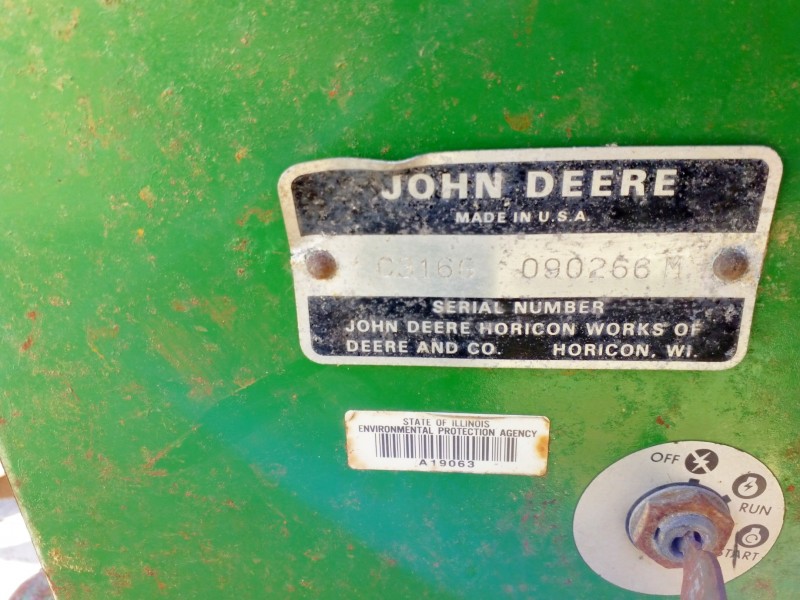 JOHN DEERE
MADE IN U.S.A.
090266 M
SERIAL NUMBER
JOHN DEERE HORICON WORKS OF
DEERE AND CO. HORICON, WI.
STATE OF ILLINOIS
ENVIRONMENTAL PROTECTION AGENCY
A19063
OFF
RUN
START